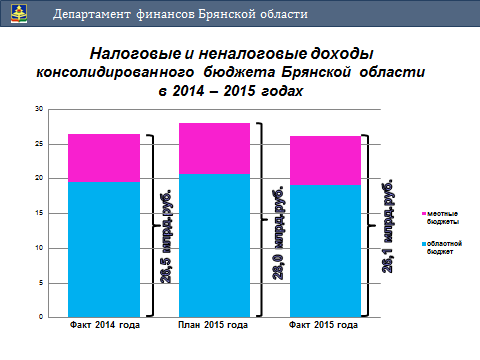 Департамент финансов Брянской области
Налоговые и неналоговые доходы
консолидированного бюджета Брянской области
в 2014 – 2015 годах
30
25
20
15
10
5
0
26,5 млрд.руб.
28,0 млрд.руб.
26,1 млрд.руб.
местные
бюджеты
областной
бюджет
Факт 2014 года
План 2015 года
Факт 2015 года